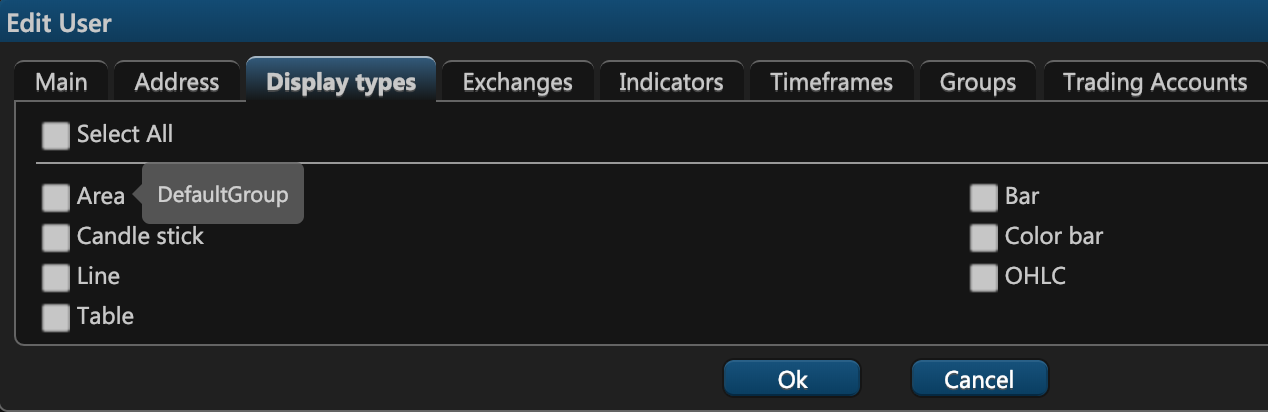 Edit User
Main Address Display types Exchanges Indicators Timeframes Groups Trading Accounts
Select All
Area DefaultGroup Bar
Candle stick Color bar
Line OHLC
Table
Ok Cancel